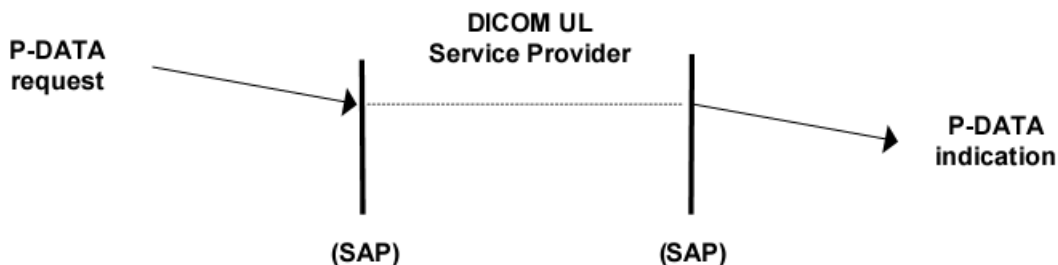 P-DATA
request
DICOM UL
Service Provider
P-DATA
indication
(SAP)
(SAP)